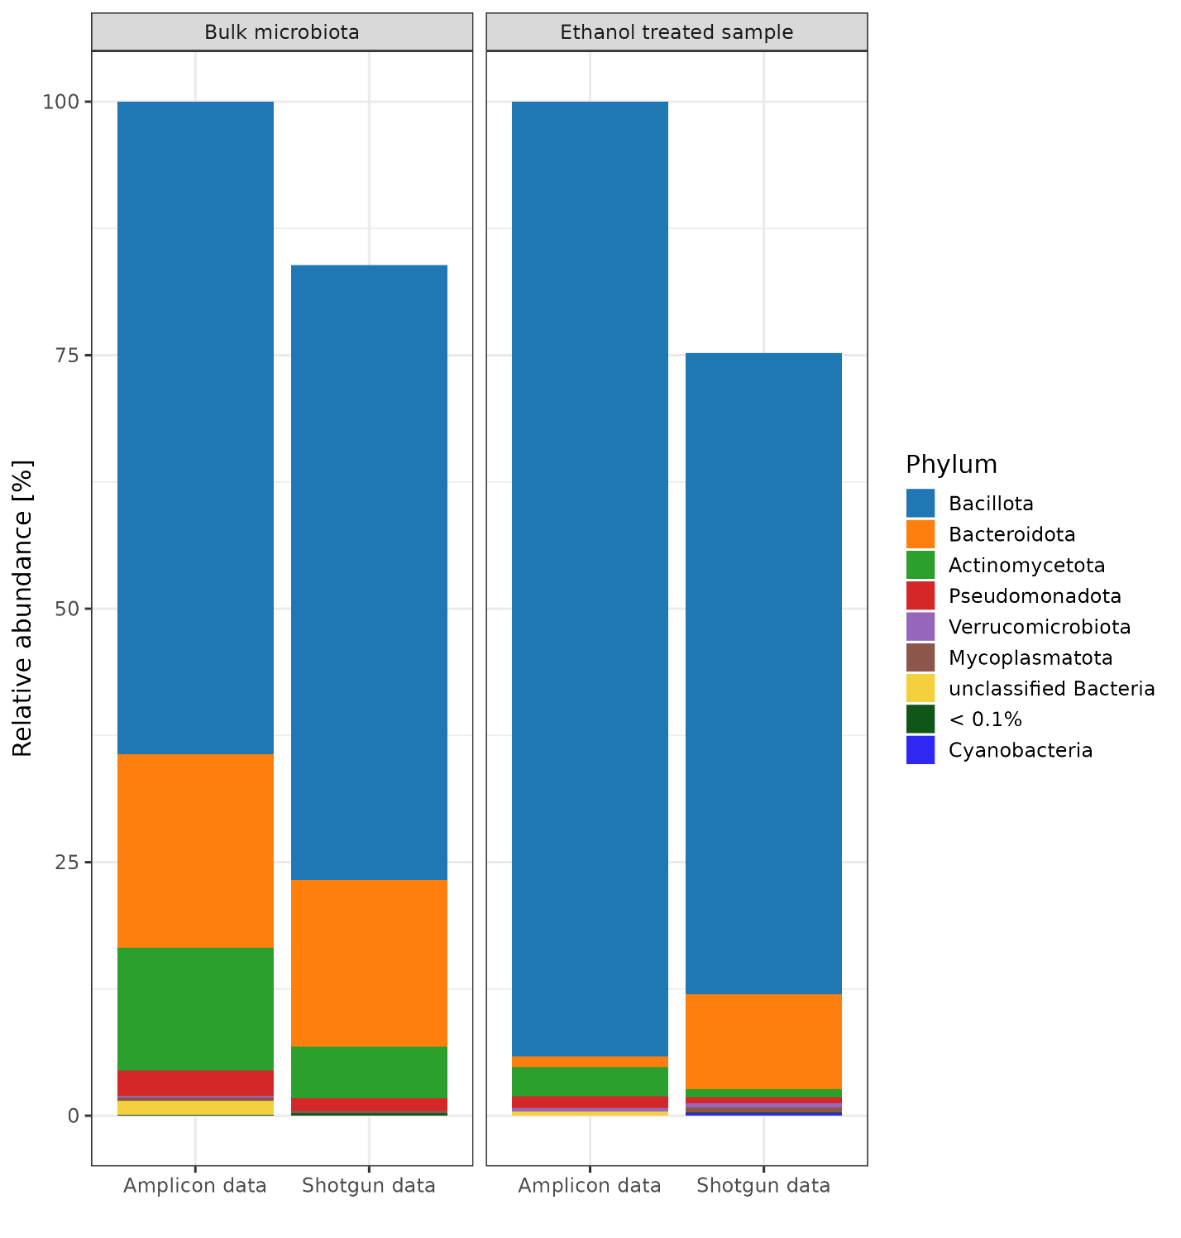 Bulk microbiota
Ethanol treated sample
Relative abundance [%]
100
75
50
25
0
Amplicon data
Shotgun data
Amplicon data
Shotgun data
Phylum
Bacillota
Bacteroidota
Actinomycetota
Pseudomonadota
Verrucomicrobiota
Mycoplasmatota
unclassified Bacteria
< 0.1%
Cyanobacteria